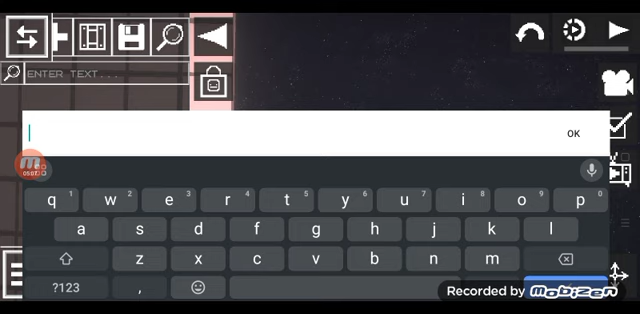 ENTER TEXT...
OK
M
q 1 w 2 e 3 r 4 t 5 y 6 u 7 i 8 o 9 p 0
a s d f g h j k l
z x c v b n m
?123 ,
Recorded by Mobizen